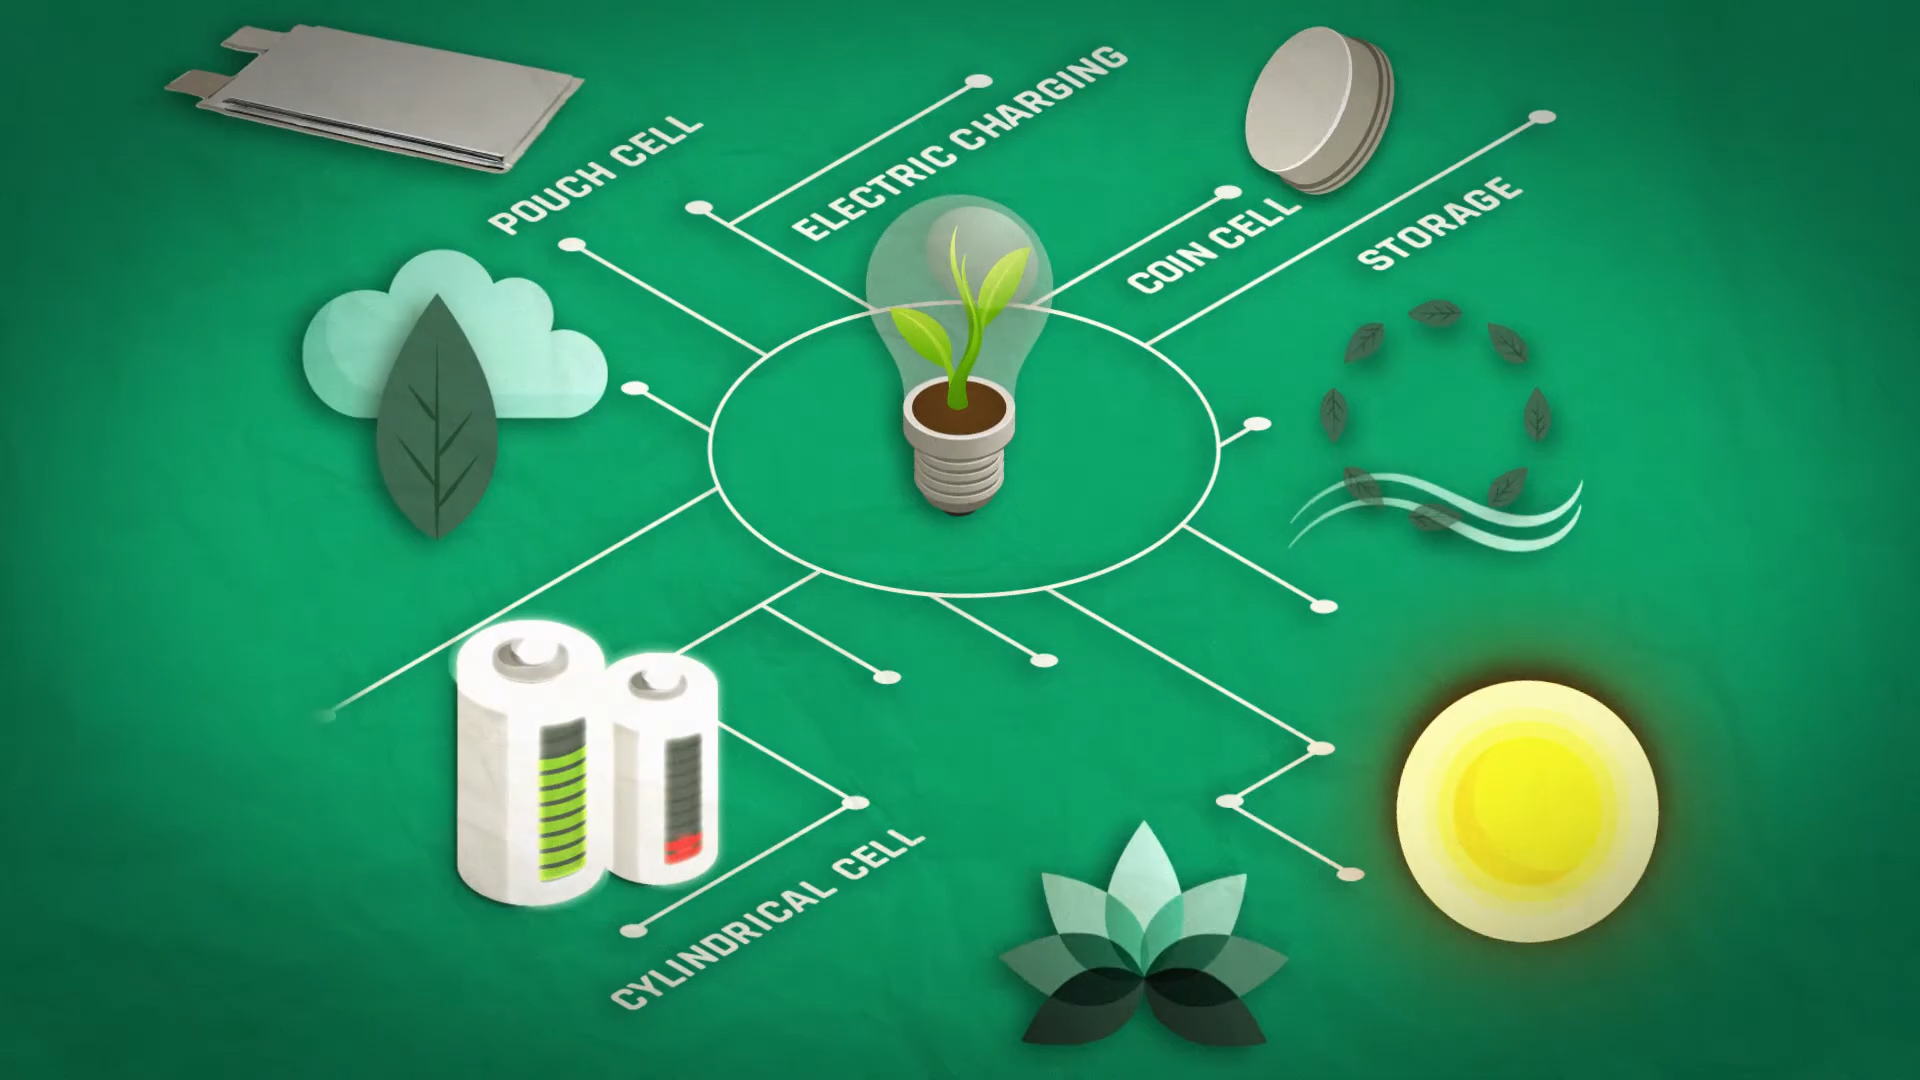 POUCH CELL
ELECTRIC CHARGING
COIN CELL
STORAGE
CYLINDRICAL CELL